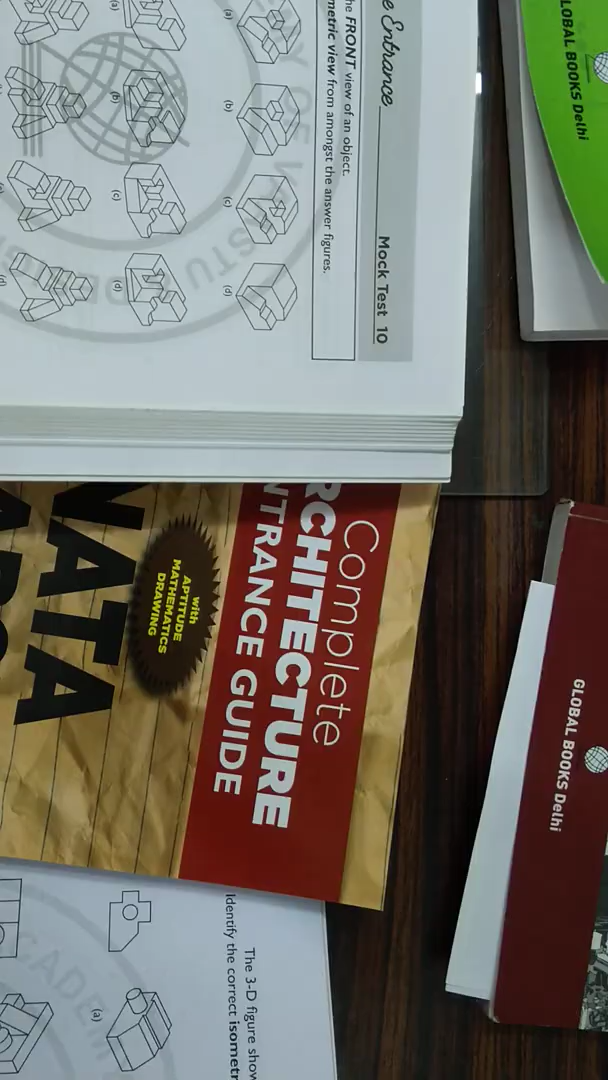 e Entrance
Mock Test 10
he FRONT view of an object.
metric view from amongst the answer figures.
(a) (b) (c) (d)
(b) (c) (d)
Complete
RCHITECTURE
NTRANCE GUIDE
with
APTITUDE
MATHEMATICS
DRAWING
NATA
The 3-D figure show
Identify the correct isometr
(a)
LOBAL BOOKS Delhi
GLOBAL BOOKS Delhi